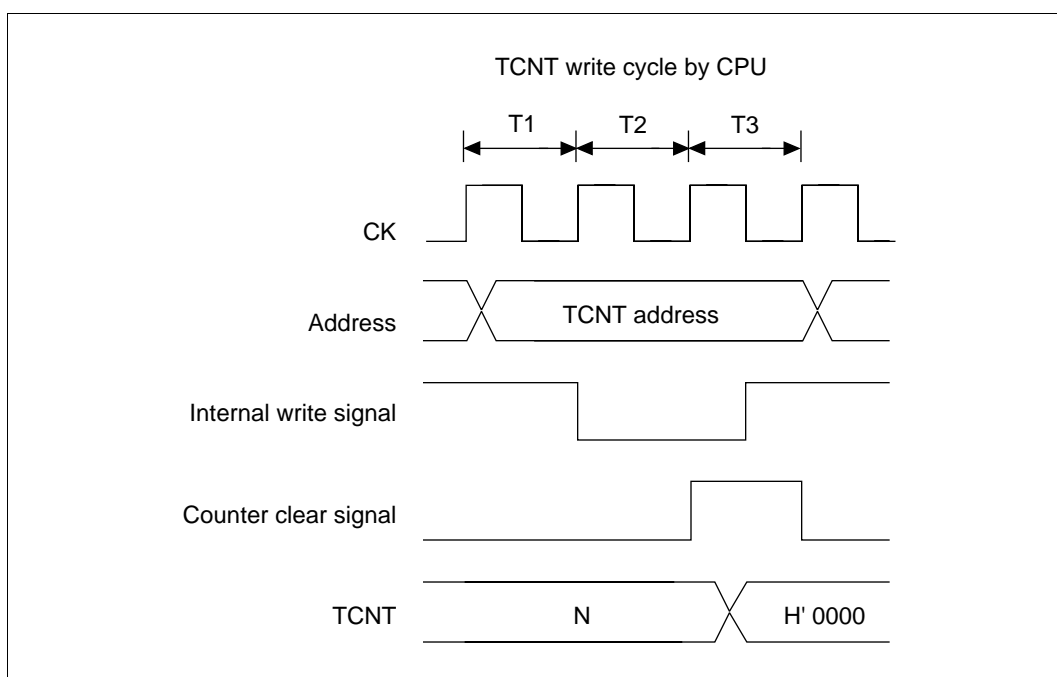 TCNT write cycle by CPU
T1 T2 T3
CK
Address TCNT address
Internal write signal
Counter clear signal
TCNT N H' 0000